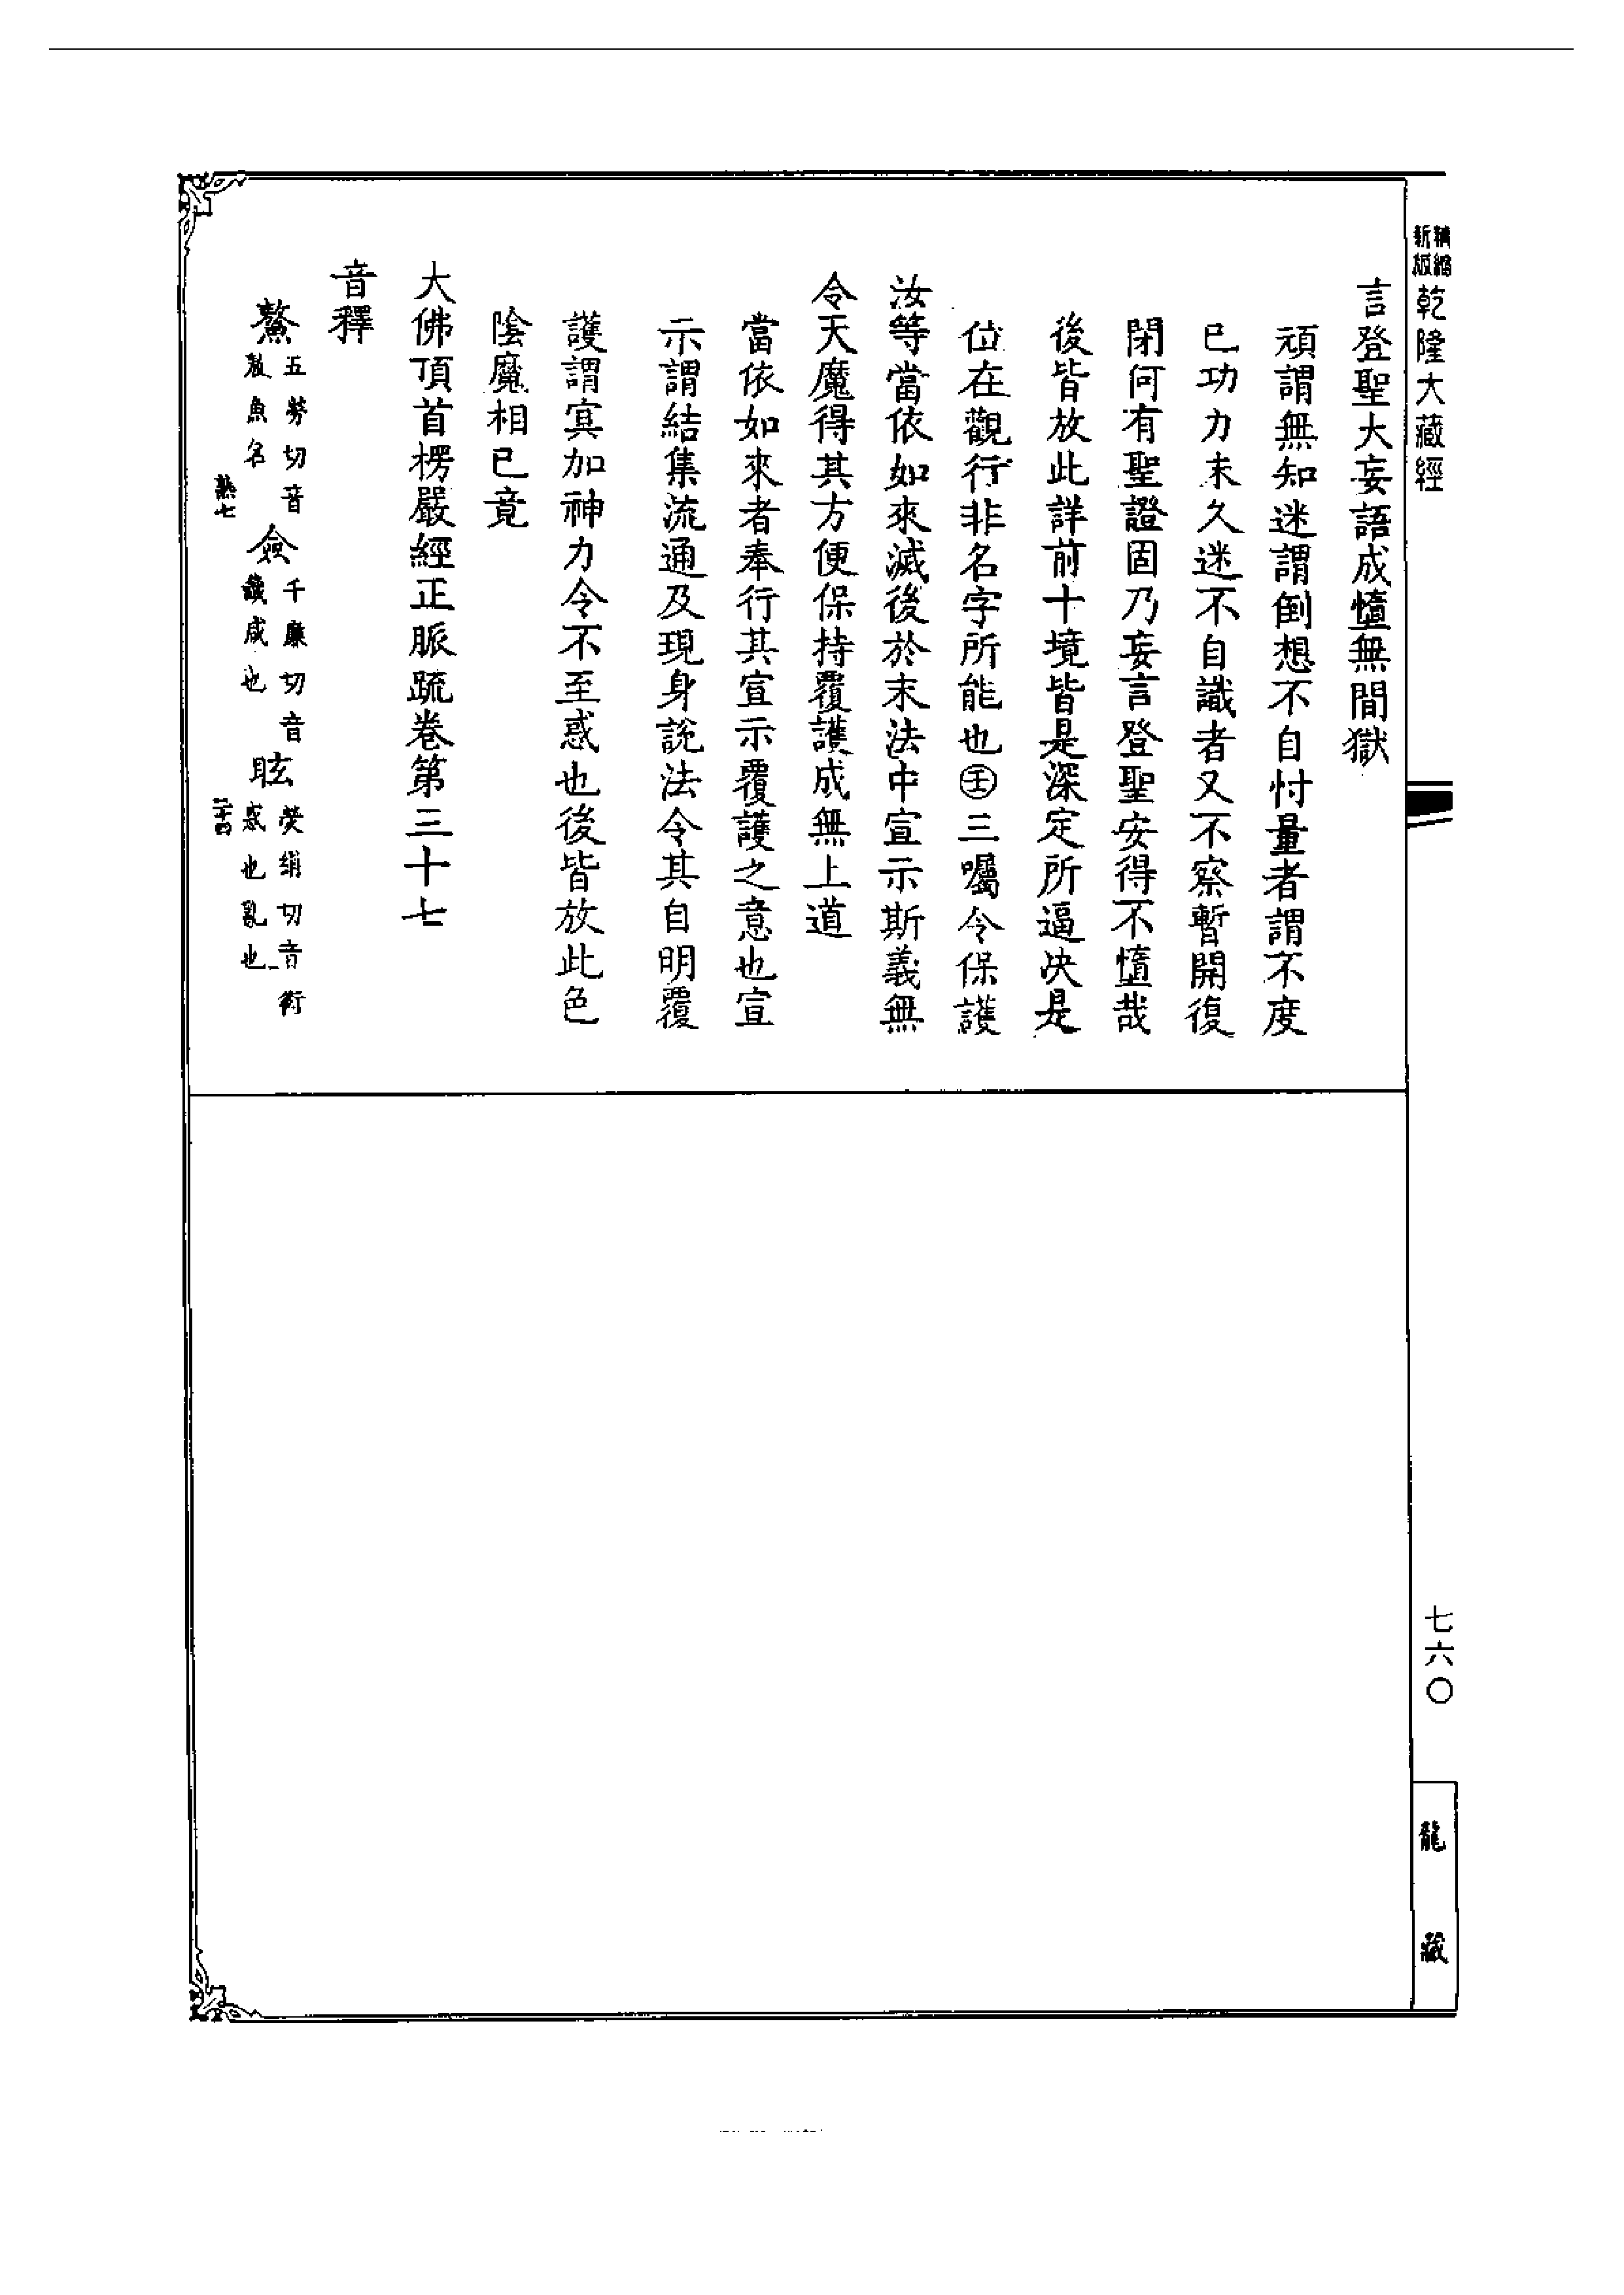 精縮新版乾隆大藏經
言登聖大妄語成墮無間獄
頑謂無知迷謂倒想不自忖量者謂不度
已功力未久迷不自識者又不察暫開復
閉何有聖證固乃妄言登聖安得不墮哉
後皆放此詳前十境皆是深定所逼決是
位在觀行非名字所能也㊣三囑令保護
汝等當依如來滅後於末法中宣示斯義無
令天魔得其方便保持覆護成無上道
當依如來者奉行其宣示覆護之意也宣
示謂結集流通及現身說法令其自明覆
護謂冥加神力令不至惑也後皆放此色
陰魔相已竟
大佛頂首楞嚴經正脈疏卷第三十七
音釋
鰲 五勞切音敖魚名 僉 千廉切音籤咸也 眩 熒絹切音衒惑也亂也
熱七 二十四
七六〇
龍藏